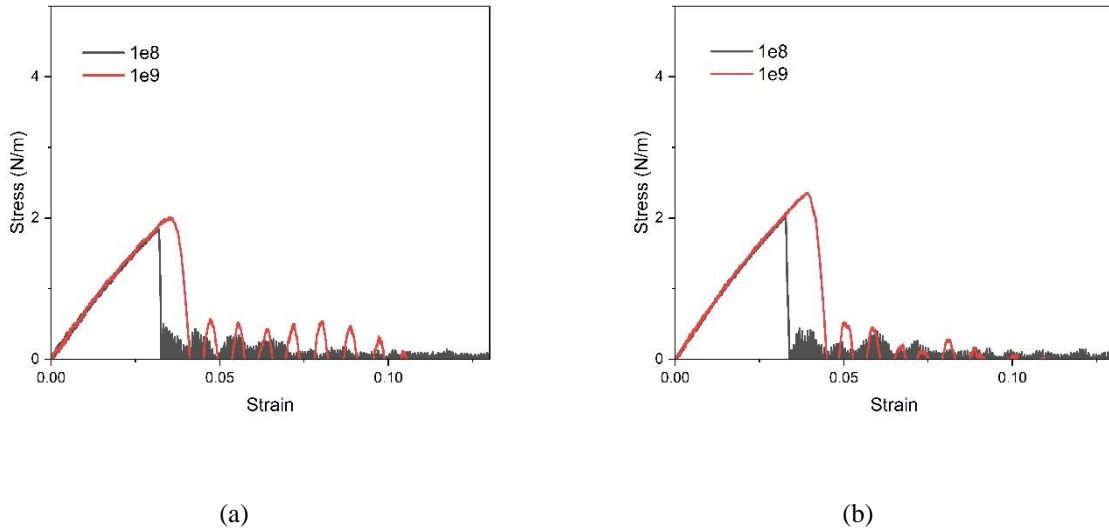 1e8
1e9
4
2
0
Stress (N/m)
0.00
0.05
0.10
Strain
(a)
1e8
1e9
4
2
0
Stress (N/m)
0.00
0.05
0.10
Strain
(b)